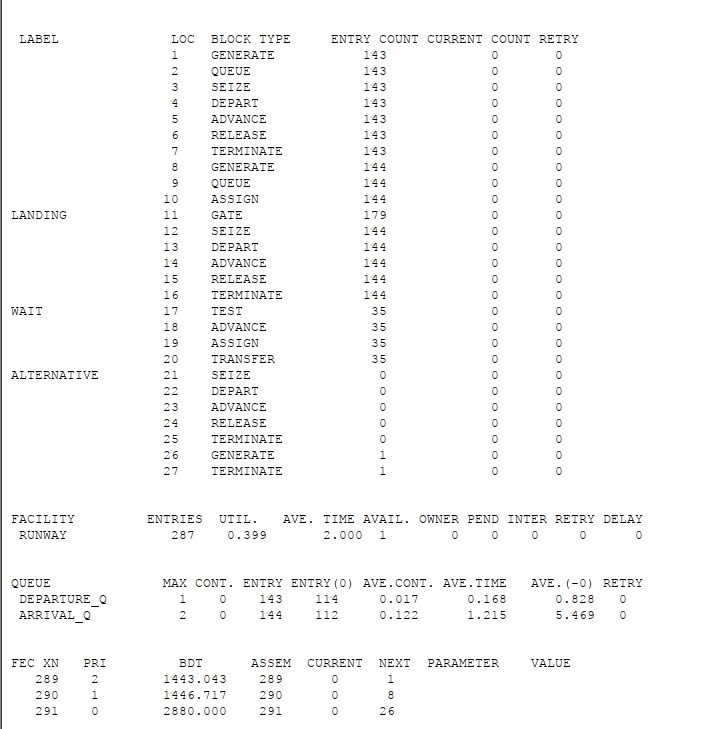 LABEL LOC BLOCK TYPE ENTRY COUNT CURRENT COUNT RETRY
1 GENERATE 143 0 0
2 QUEUE 143 0 0
3 SEIZE 143 0 0
4 DEPART 143 0 0
5 ADVANCE 143 0 0
6 RELEASE 143 0 0
7 TERMINATE 143 0 0
8 GENERATE 144 0 0
9 QUEUE 144 0 0
10 ASSIGN 144 0 0
LANDING 11 GATE 179 0 0
12 SEIZE 144 0 0
13 DEPART 144 0 0
14 ADVANCE 144 0 0
15 RELEASE 144 0 0
16 TERMINATE 144 0 0
WAIT 17 TEST 35 0 0
18 ADVANCE 35 0 0
19 ASSIGN 35 0 0
20 TRANSFER 35 0 0
ALTERNATIVE 21 SEIZE 0 0 0
22 DEPART 0 0 0
23 ADVANCE 0 0 0
24 RELEASE 0 0 0
25 TERMINATE 0 0 0
26 GENERATE 1 0 0
27 TERMINATE 1 0 0
FACILITY ENTRIES UTIL. AVE. TIME AVAIL. OWNER PEND INTER RETRY DELAY
RUNWAY 287 0.399 2.000 1 0 0 0 0 0
QUEUE MAX CONT. ENTRY ENTRY(0) AVE.CONT. AVE.TIME AVE.(-0) RETRY
DEPARTURE_Q 1 0 143 114 0.017 0.168 0.828 0
ARRIVAL_Q 2 0 144 112 0.122 1.215 5.469 0
FEC XN PRI BDT ASSEM CURRENT NEXT PARAMETER VALUE
289 2 1443.043 289 0 1
290 1 1446.717 290 0 8
291 0 2880.000 291 0 26